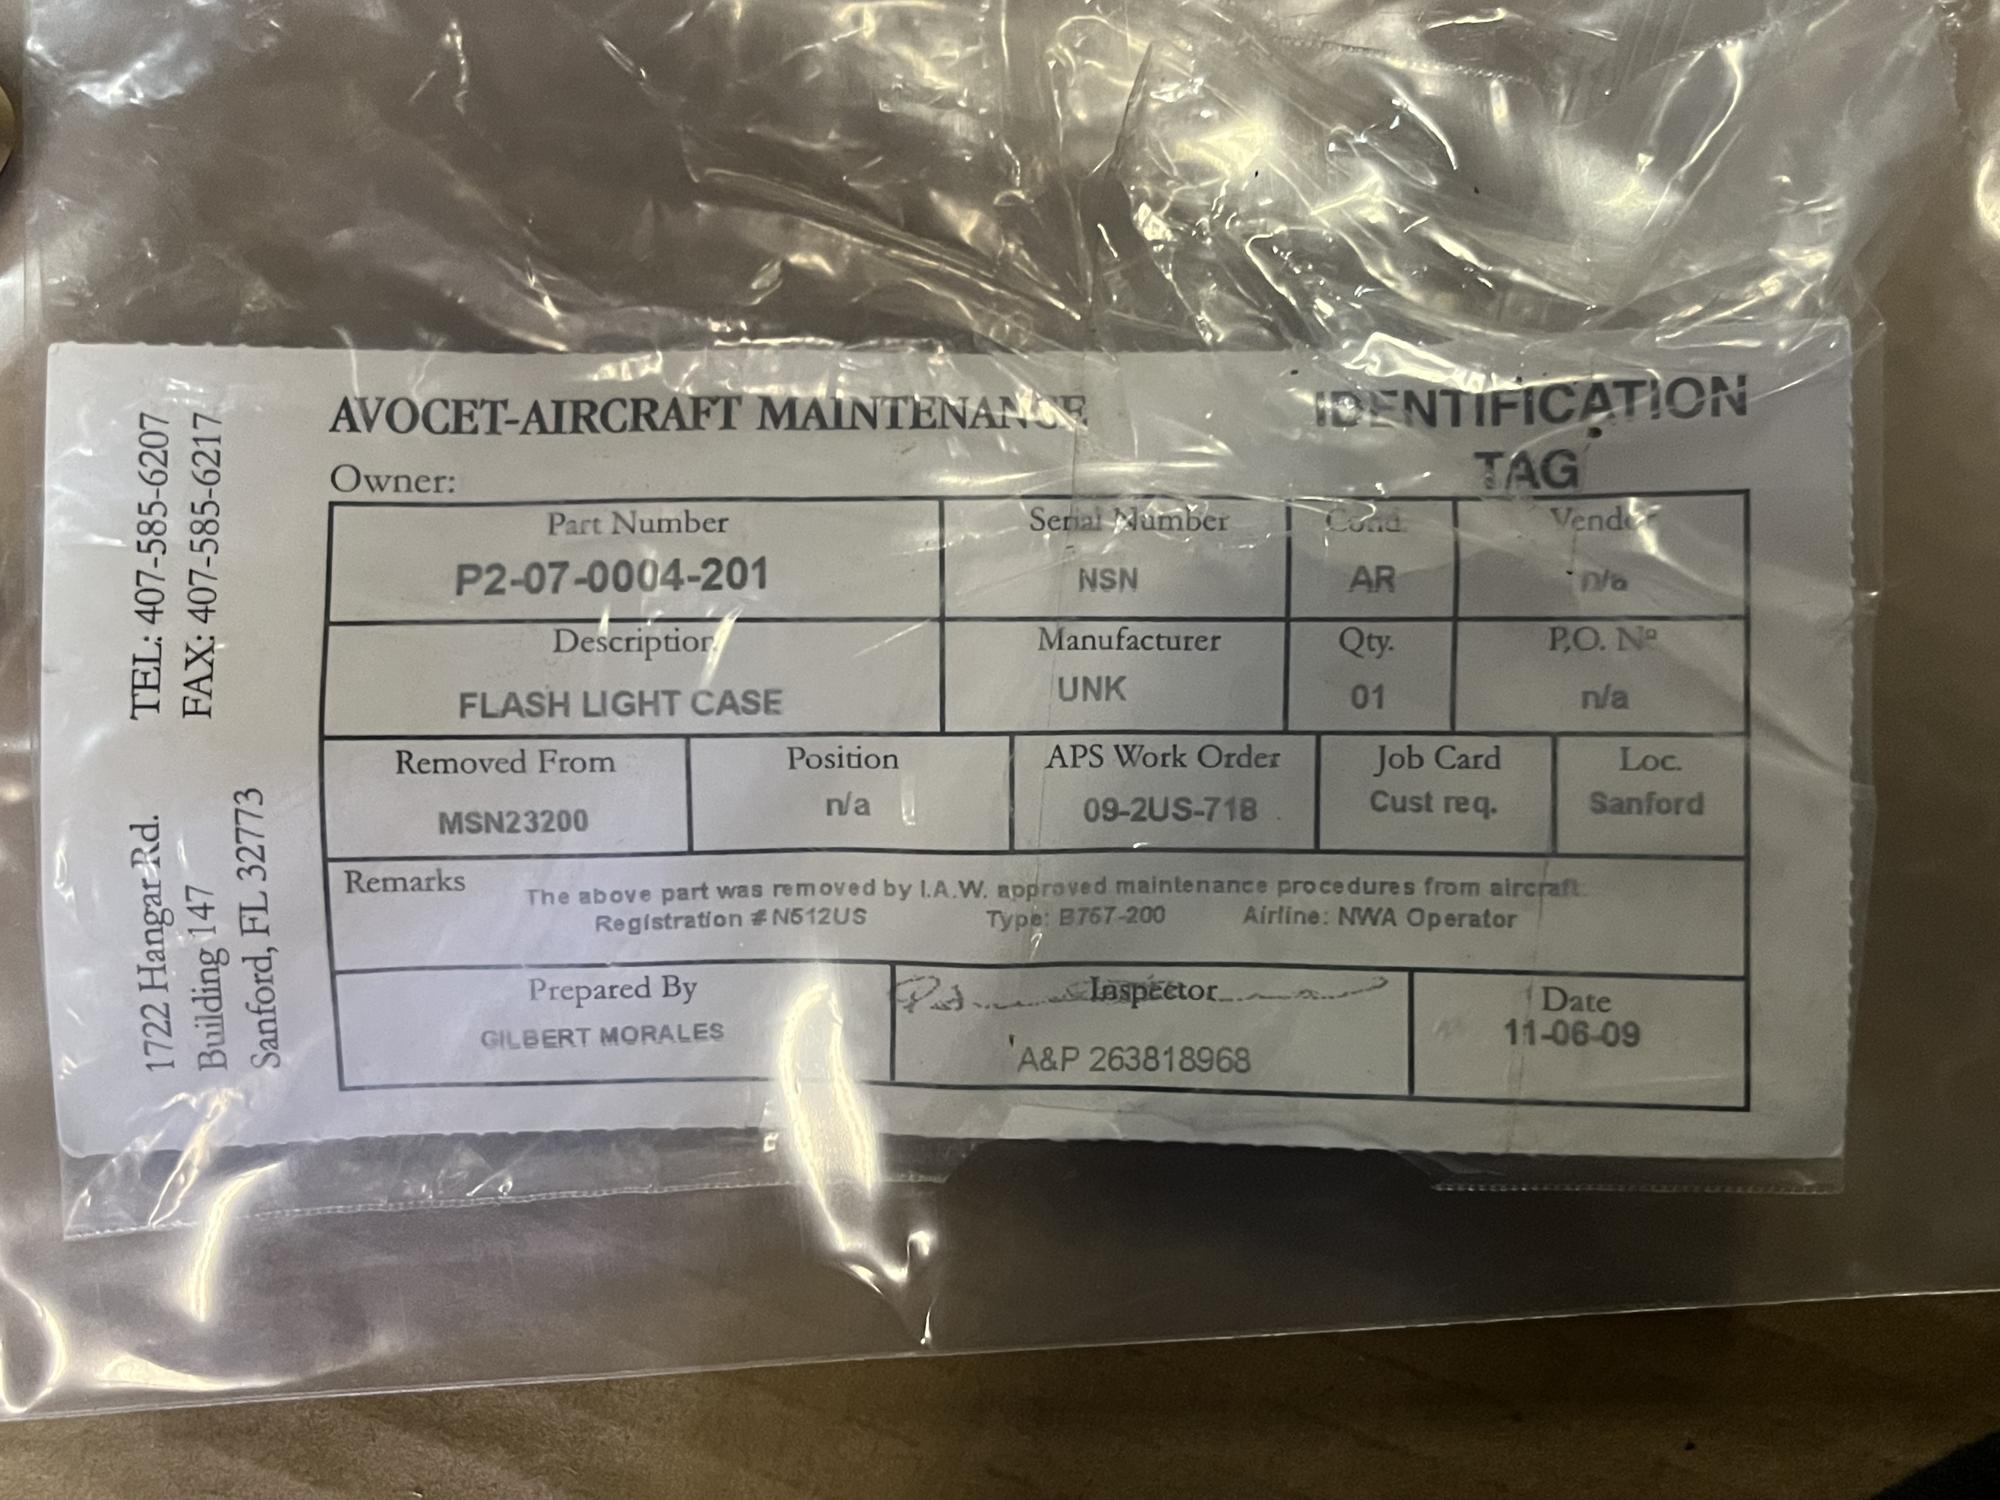 AVOCET-AIRCRAFT MAINTENANCE
IDENTIFICATION
TAG
Owner:
Part Number
P2-07-0004-201
Serial Number
NSN
Cond.
AR
Vendor
n/a
Description
FLASH LIGHT CASE
Manufacturer
UNK
Qty.
01
P.O. Nº
n/a
Removed From
MSN23200
Position
n/a
APS Work Order
09-2US-718
Job Card
Cust req.
Loc.
Sanford
Remarks
The above part was removed by I.A.W. approved maintenance procedures from aircraft.
Registration # N512US Type: B757-200 Airline: NWA Operator
Prepared By
GILBERT MORALES
Inspector
A&P 263818968
Date
11-06-09
TEL: 407-585-6207
FAX: 407-585-6217
1722 Hangar Rd.
Building 147
Sanford, FL 32773